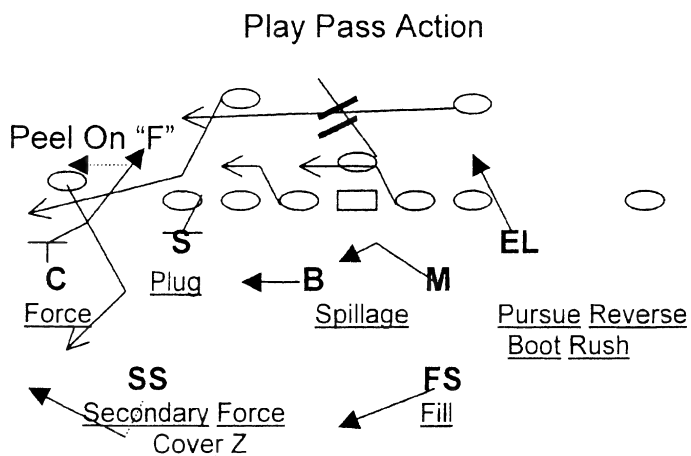 Play Pass Action
Peel On "F"
S
EL
C
Plug
B
M
Force
Spillage
Pursue Reverse
Boot Rush
SS
FS
Secondary Force
Fill
Cover Z